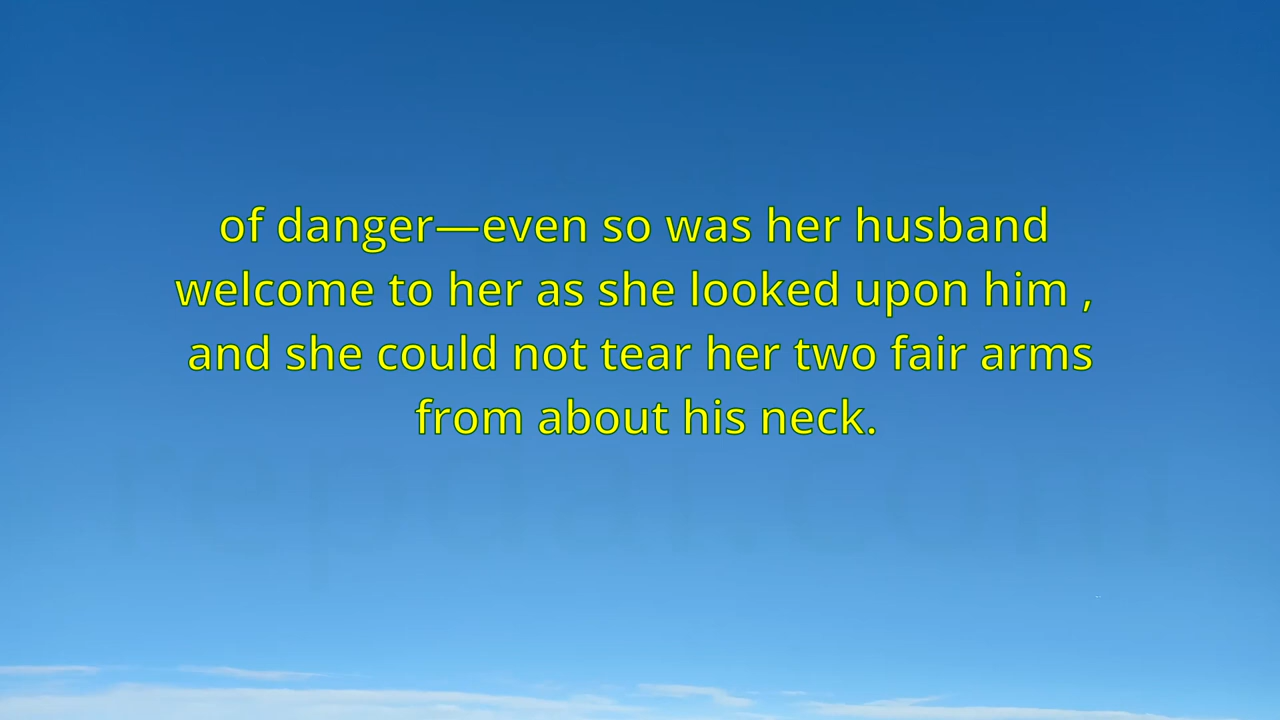 of danger—even so was her husband
welcome to her as she looked upon him ,
and she could not tear her two fair arms
from about his neck.